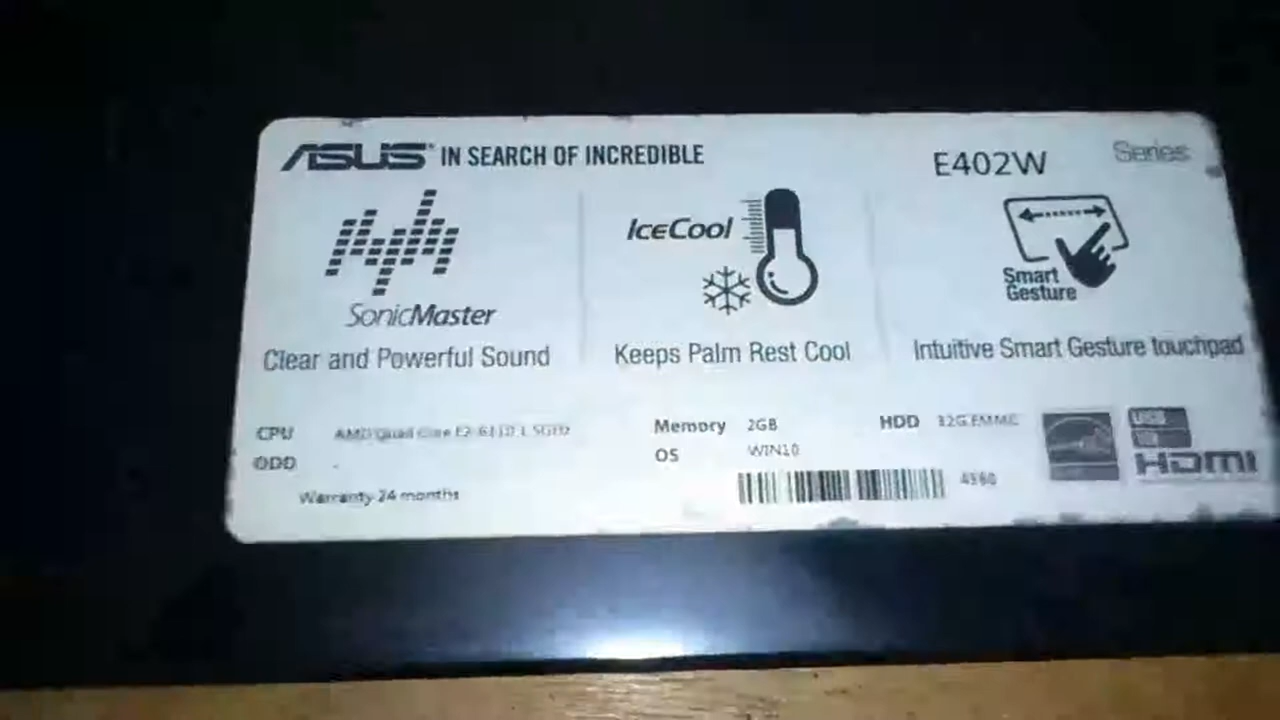 ASUS IN SEARCH OF INCREDIBLE
E402W
Series
SonicMaster
Clear and Powerful Sound
IceCool
Keeps Palm Rest Cool
Smart
Gesture
Intuitive Smart Gesture touchpad
CPU AMD Quad Core E2-6110 1.5GHz
ODD -
Warranty 24 months
Memory 2GB
OS WIN10
HDD 32G EMMC
4560
HDMI